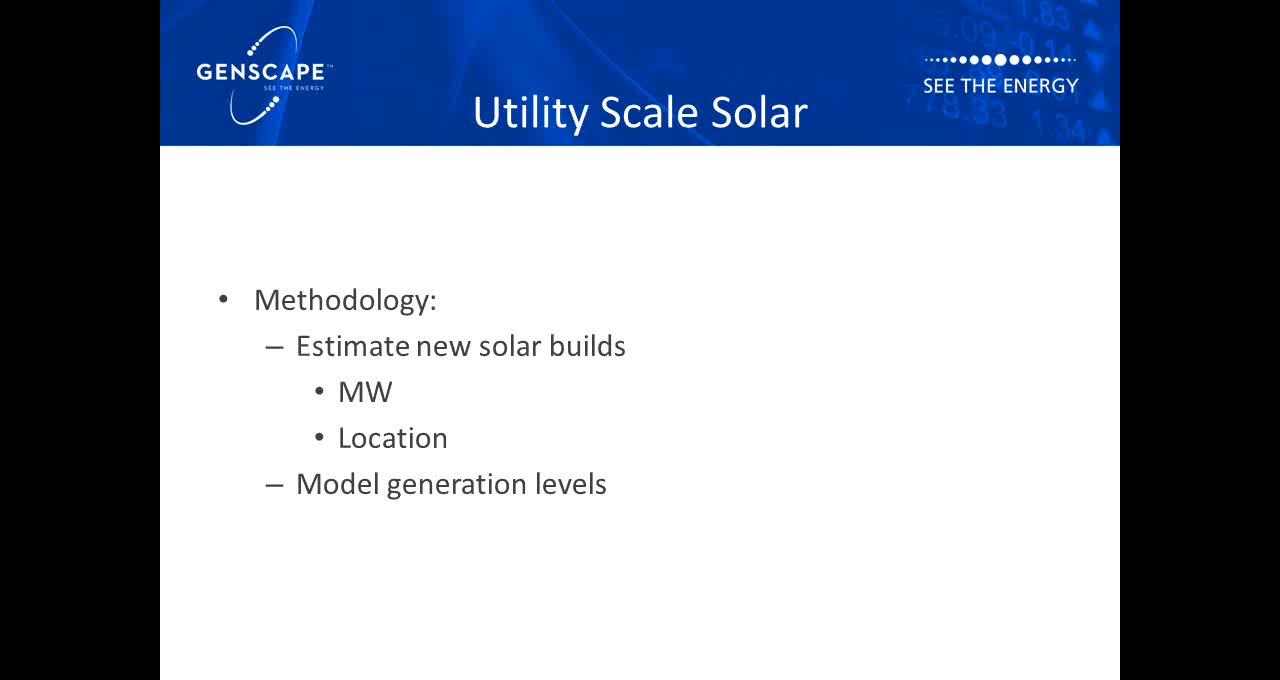 GENSCAPE™
SEE THE ENERGY
SEE THE ENERGY
Utility Scale Solar
• Methodology:
– Estimate new solar builds
• MW
• Location
– Model generation levels